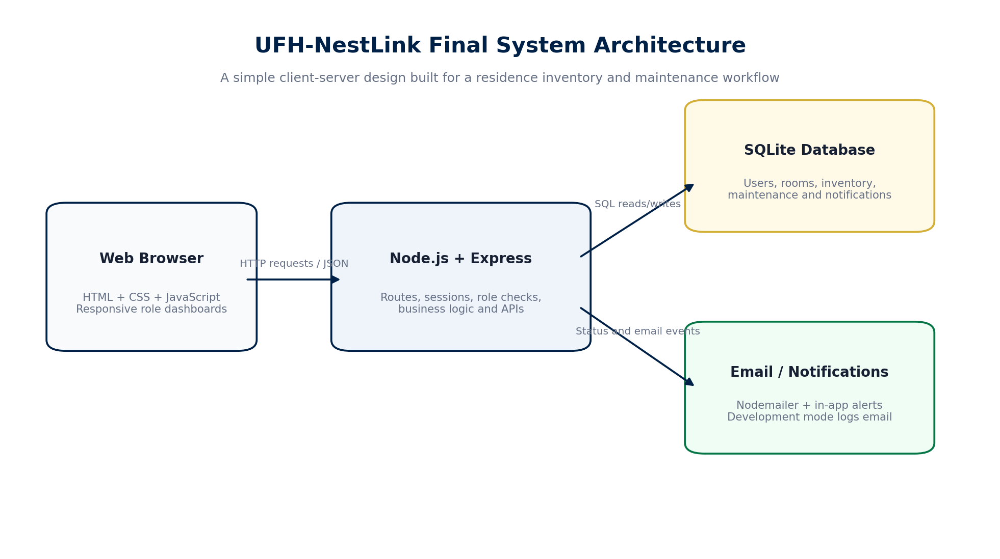 UFH-NestLink Final System Architecture
A simple client-server design built for a residence inventory and maintenance workflow
Web Browser
HTML + CSS + JavaScript
Responsive role dashboards
HTTP requests / JSON
Node.js + Express
Routes, sessions, role checks,
business logic and APIs
SQL reads/writes
SQLite Database
Users, rooms, inventory,
maintenance and notifications
Status and email events
Email / Notifications
Nodemailer + in-app alerts
Development mode logs email